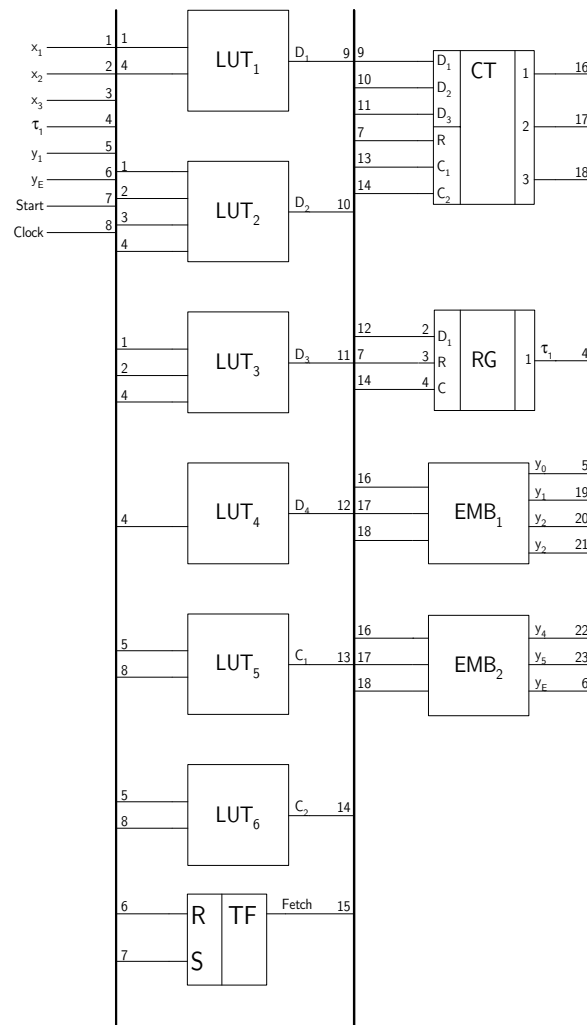 x₁ 1 1 LUT₁ D₁ 9 9 D₁ CT 1 16
x₂ 2 4 10 D₂
x₃ 3 11 D₃ 2 17
τ₁ 4 7 R
y₁ 5 13 C₁ 3 18
y_E 6 1 14 C₂
Start 7 2 LUT₂ D₂ 10
Clock 8 3
4
1 LUT₃ D₃ 11 12 2 D₁ RG 1 τ₁ 4
2 7 3 R
4 14 4 C
4 LUT₄ D₄ 12 16 EMB₁ y₀ 5
17 y₁ 19
18 y₂ 20
y₂ 21
5 LUT₅ C₁ 13 16 EMB₂ y₄ 22
8 17 y₅ 23
18 y_E 6
5 LUT₆ C₂ 14
8
6 R TF Fetch 15
7 S